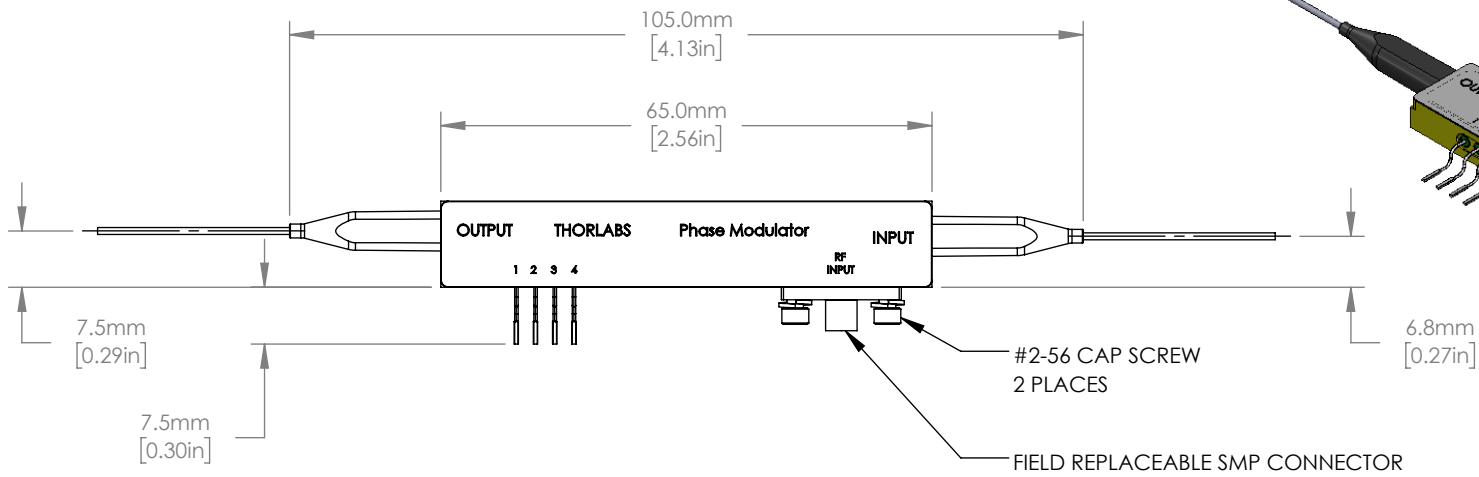 105.0mm
[4.13in]
65.0mm
[2.56in]
OUTPUT THORLABS Phase Modulator INPUT
RF
INPUT
1 2 3 4
7.5mm
[0.29in]
7.5mm
[0.30in]
6.8mm
[0.27in]
#2-56 CAP SCREW
2 PLACES
FIELD REPLACEABLE SMP CONNECTOR